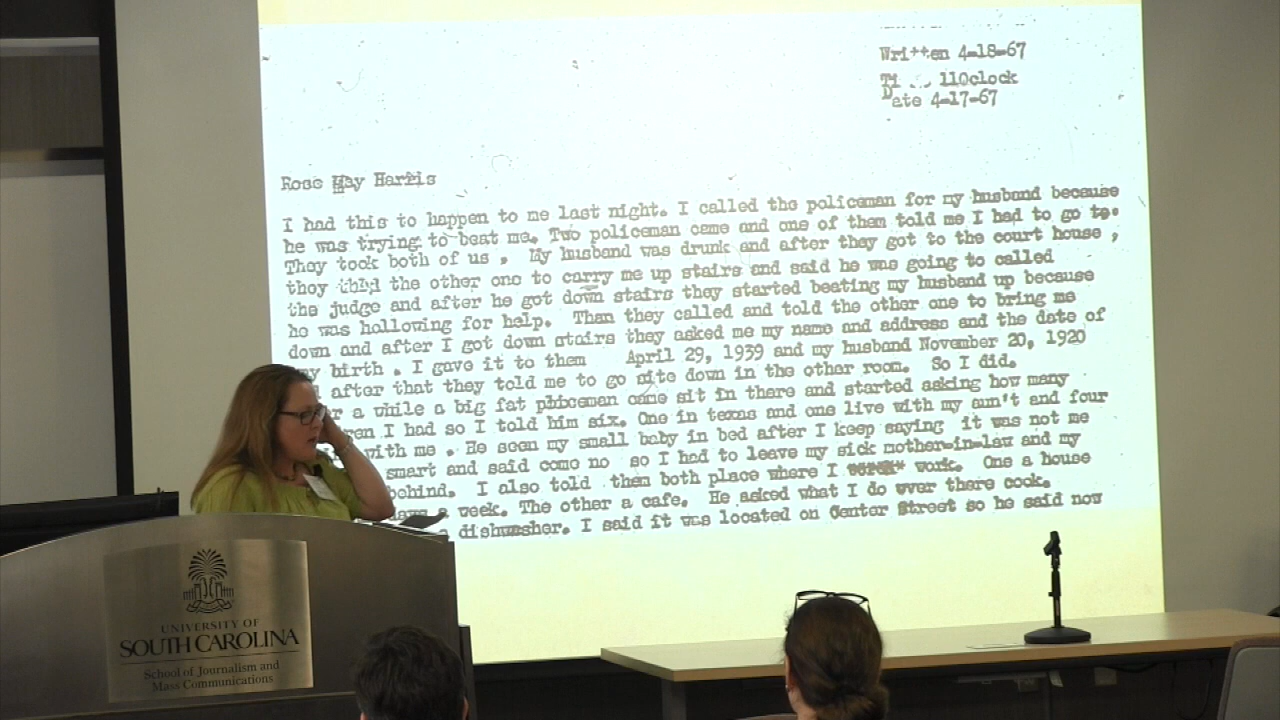 Wri++en 4-18-67
11Oclock
Date 4-17-67
Rose May Harris
I had this to happen to me last night. I called the policeman for my husband because
he was trying to beat me. Two policeman came and one of them told me I had to go to.
They took both of us . My husband was drunk and after they got to the court house ,
they the other one to carry me up stairs and said he was going to called
the judge and after he got down stairs they started beating my husband up because
he was hollowing for help. Than they called and told the other one to bring me
down and after I got down stairs they asked me my name and address and the date of
my birth . I gave it to them April 29, 1939 and my husband November 20, 1920
after that they told me to go site down in the other room. So I did.
a while a big fat came sit in there and started asking how many
I had so I told him six. One in texas and one live with my aun't and four
with me . He seen my small baby in bed after I keep saying it was not me
smart and said come no so I had to leave my sick mother-in-law and my
behind. I also told them both place where I work. One a house
a week. The other a cafe. He asked what I do over there cook.
a dishwasher. I said it was located on Center Street so he said now
UNIVERSITY OF
SOUTH CAROLINA
School of Journalism and
Mass Communications